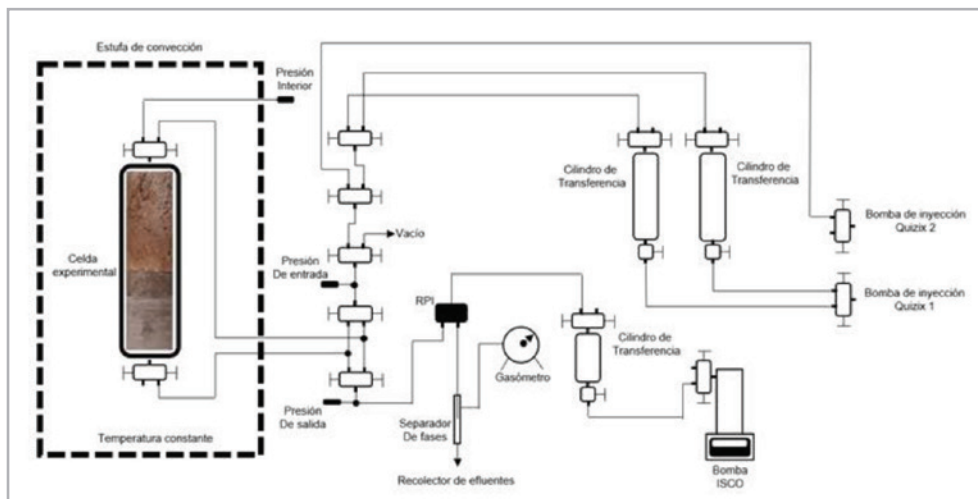 Estufa de convección
Presión
Interior
Cilindro de
Transferencia
Cilindro de
Transferencia
Bomba de inyección
Quizix 2
Vacío
Celda
experimental
Presión
De entrada
RPI
Bomba de inyección
Quizix 1
Cilindro de
Transferencia
Gasómetro
Presión
De salida
Separador
De fases
Temperatura constante
Recolector de efluentes
Bomba
ISCO